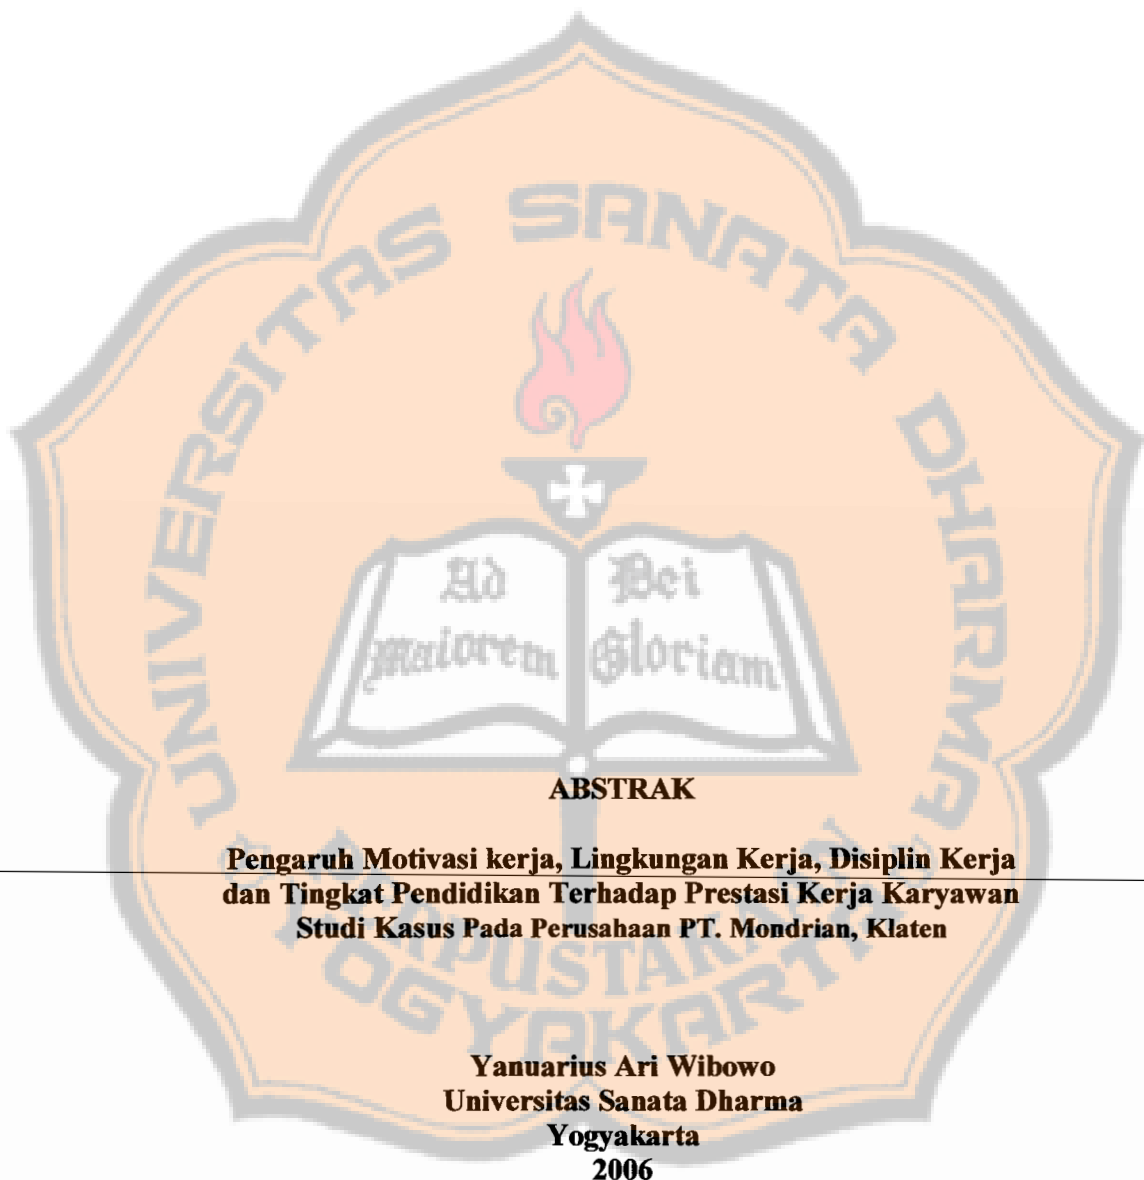 UNIVERSITAS SANATA DHARMA
Ad
Maiorem
Dei
Gloriam
ABSTRAK
Pengaruh Motivasi kerja, Lingkungan Kerja, Disiplin Kerja
dan Tingkat Pendidikan Terhadap Prestasi Kerja Karyawan
Studi Kasus Pada Perusahaan PT. Mondrian, Klaten
PERPUSTAKAAN
YOGYAKARTA
Yanuarius Ari Wibowo
Universitas Sanata Dharma
Yogyakarta
2006